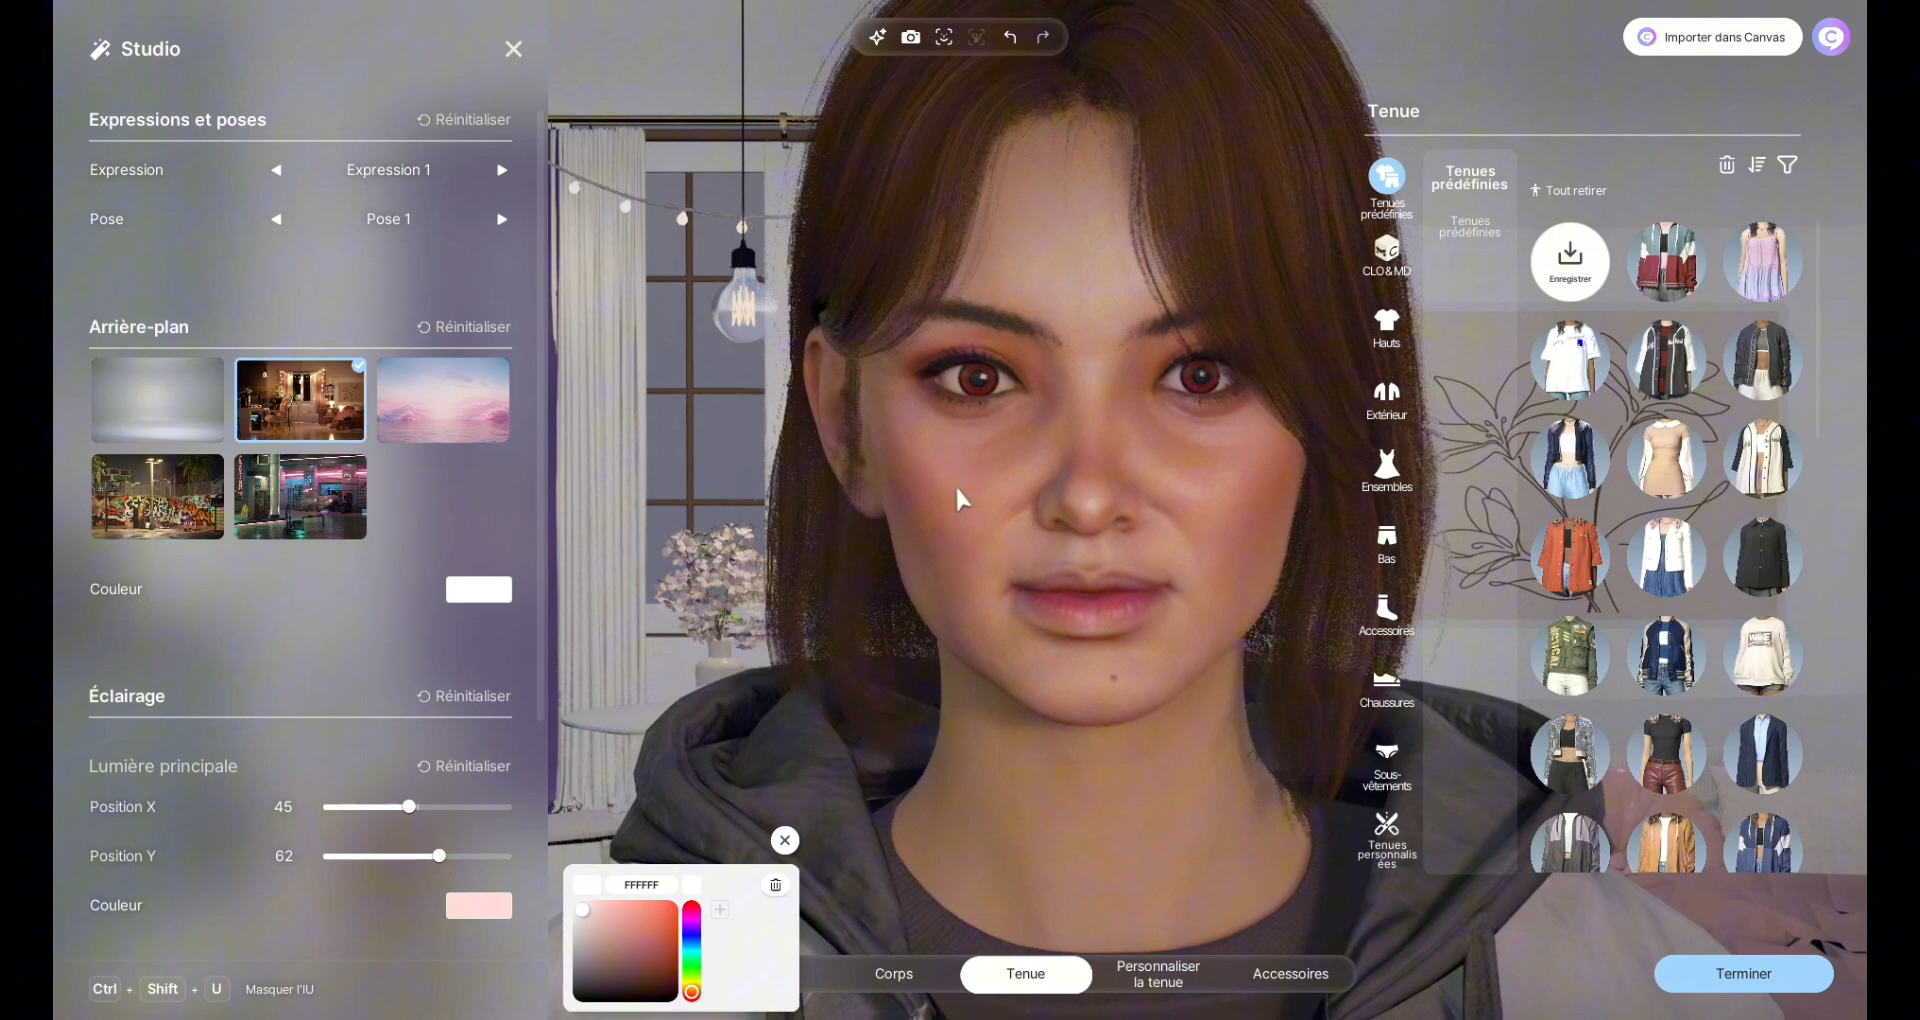 Studio
Expressions et poses
Réinitialiser
Expression
Expression 1
Pose
Pose 1
Arrière-plan
Réinitialiser
Couleur
Éclairage
Réinitialiser
Lumière principale
Réinitialiser
Position X
45
Position Y
62
Couleur
Ctrl + Shift + U Masquer l'IU
FFFFFF
Corps
Tenue
Personnaliser
la tenue
Accessoires
Importer dans Canvas
Tenue
Tenues
prédéfinies
CLO & MD
Hauts
Extérieur
Ensembles
Bas
Accessoires
Chaussures
Sous-
vêtements
Tenues
personnalis
ées
Tenues
prédéfinies
Tenues
prédéfinies
Tout retirer
Enregistrer
Terminer